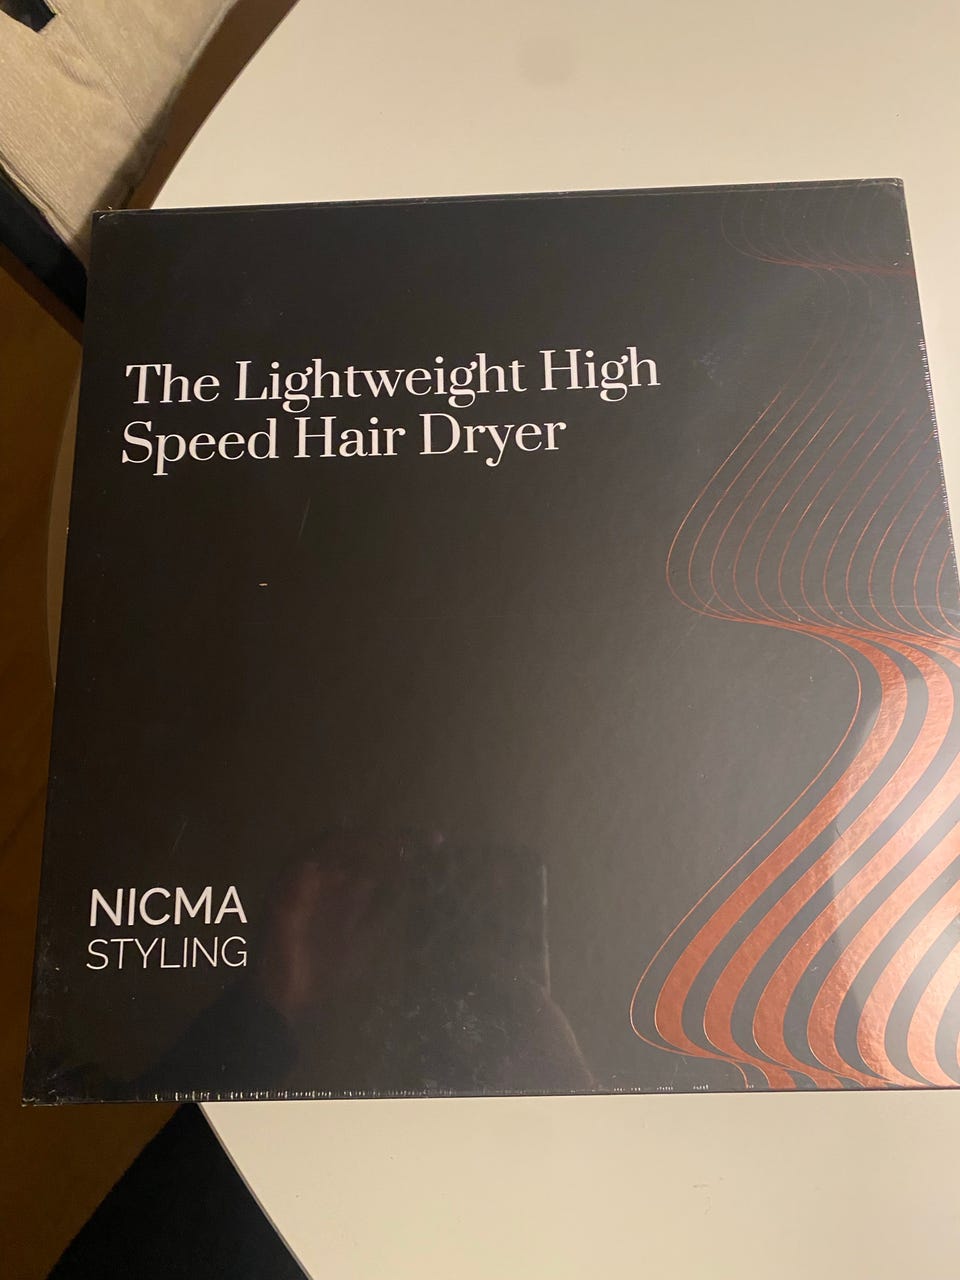 The Lightweight High
Speed Hair Dryer
NICMA
STYLING